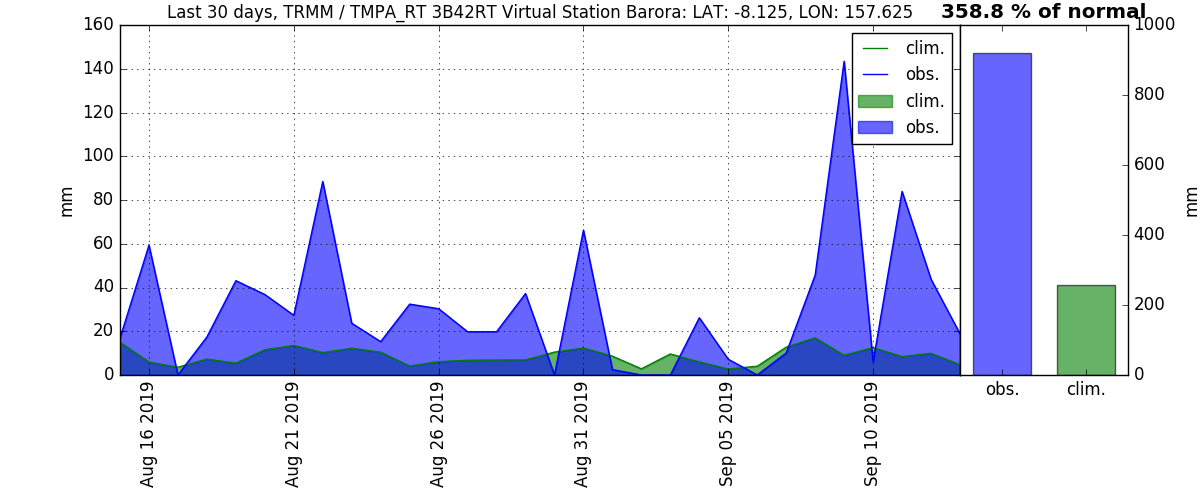 Last 30 days, TRMM / TMPA_RT 3B42RT Virtual Station Barora: LAT: -8.125, LON: 157.625
358.8 % of normal
160
140
120
100
80
60
40
20
0
mm
clim.
obs.
clim.
obs.
1000
800
600
400
200
0
mm
Aug 16 2019
Aug 21 2019
Aug 26 2019
Aug 31 2019
Sep 05 2019
Sep 10 2019
obs.
clim.